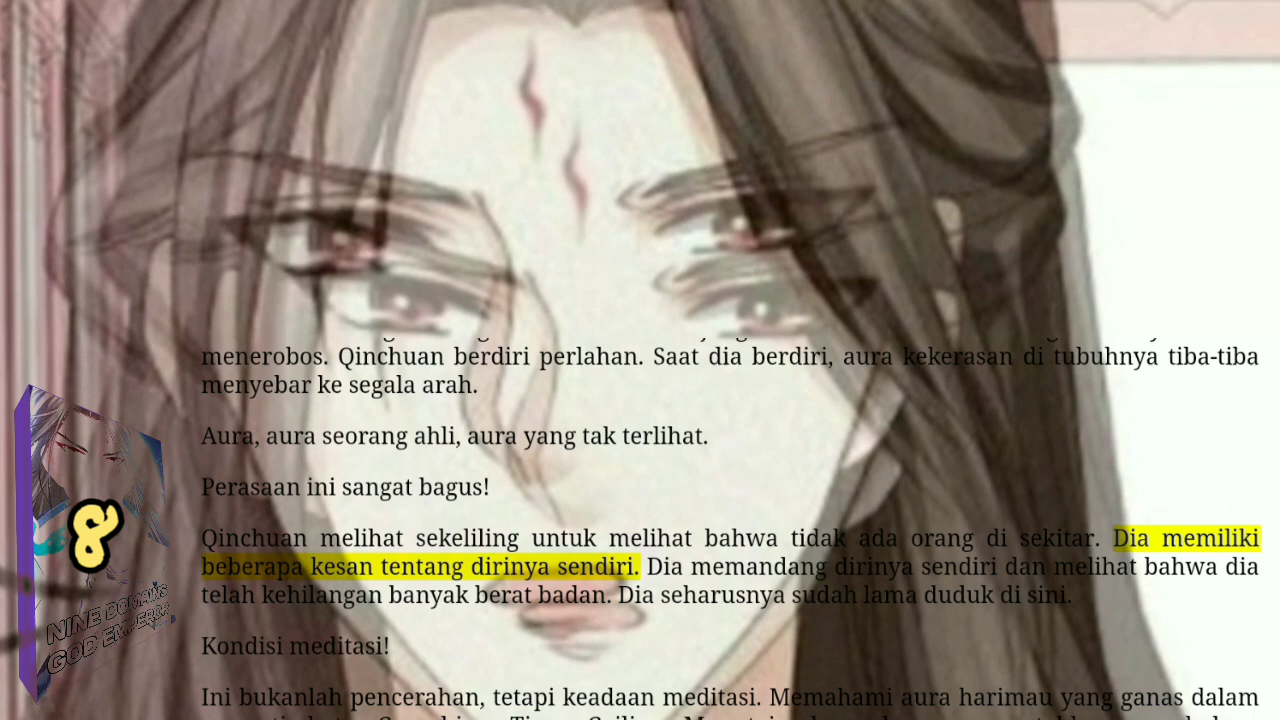 menerobos. Qinchuan berdiri perlahan. Saat dia berdiri, aura kekerasan di tubuhnya tiba-tiba
menyebar ke segala arah.
Aura, aura seorang ahli, aura yang tak terlihat.
Perasaan ini sangat bagus!
Qinchuan melihat sekeliling untuk melihat bahwa tidak ada orang di sekitar. Dia memiliki
beberapa kesan tentang dirinya sendiri. Dia memandang dirinya sendiri dan melihat bahwa dia
telah kehilangan banyak berat badan. Dia seharusnya sudah lama duduk di sini.
Kondisi meditasi!
Ini bukanlah pencerahan, tetapi keadaan meditasi. Memahami aura harimau yang ganas dalam
8
NINE DOMAINS
GOD EMPEROR